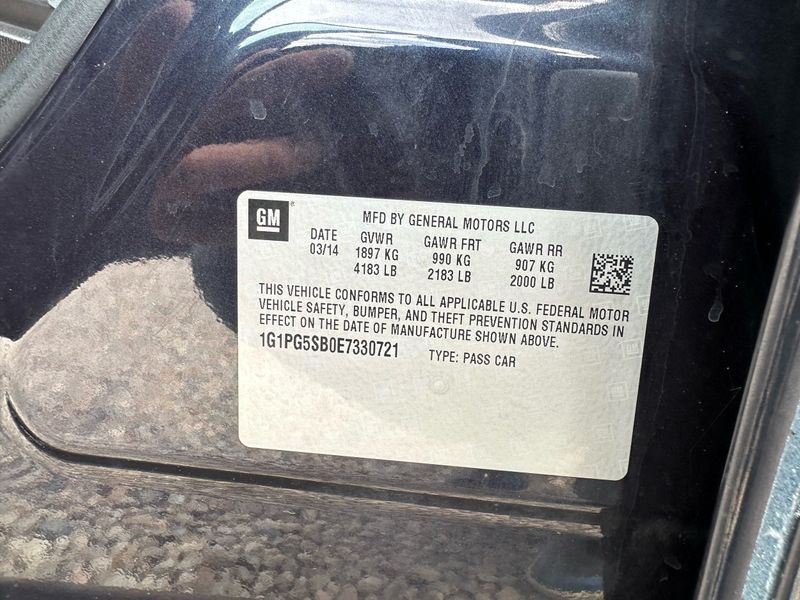 GM ®
MFD BY GENERAL MOTORS LLC
DATE GVWR GAWR FRT GAWR RR
03/14 1897 KG 990 KG 907 KG
4183 LB 2183 LB 2000 LB
THIS VEHICLE CONFORMS TO ALL APPLICABLE U.S. FEDERAL MOTOR
VEHICLE SAFETY, BUMPER, AND THEFT PREVENTION STANDARDS IN
EFFECT ON THE DATE OF MANUFACTURE SHOWN ABOVE.
1G1PG5SB0E7330721 TYPE: PASS CAR